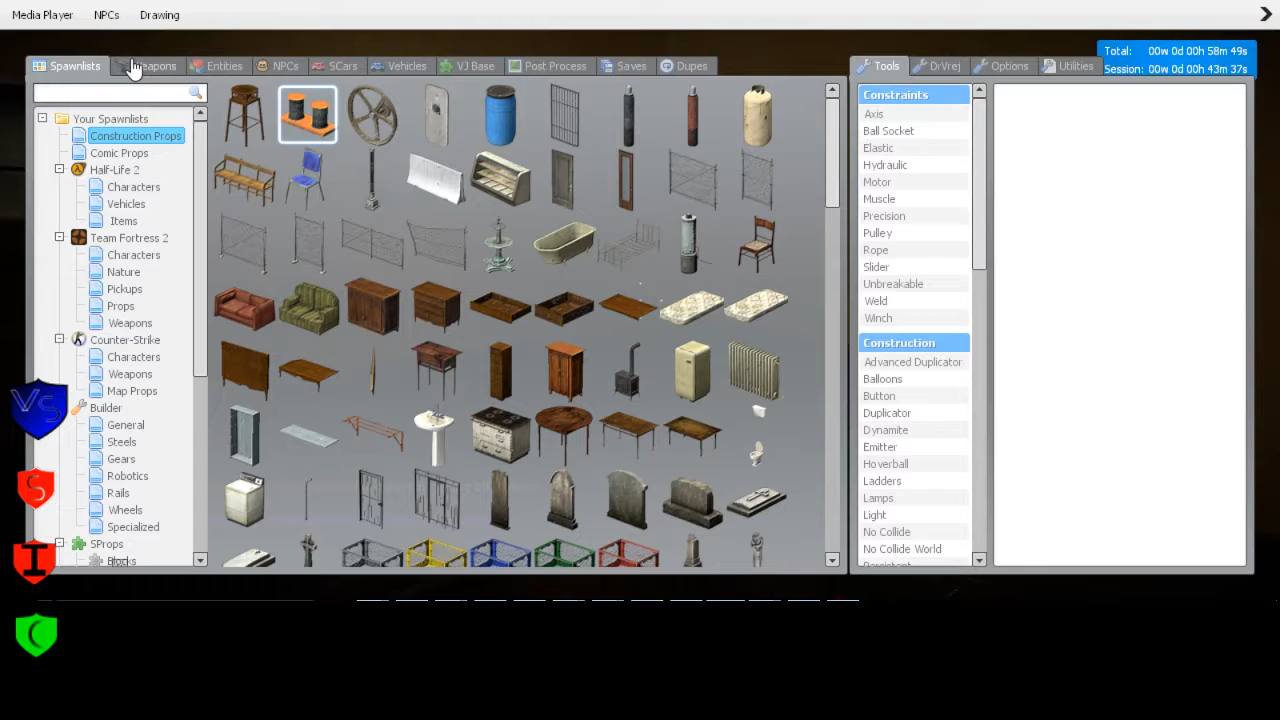 Media Player NPCs Drawing
Total: 00w 0d 00h 58m 49s
Session: 00w 0d 00h 43m 37s
Spawnlists Weapons Entities NPCs SCars Vehicles VJ Base Post Process Saves Dupes
Tools DrVrej Options Utilities
Your Spawnlists
Construction Props
Comic Props
Half-Life 2
Characters
Vehicles
Items
Team Fortress 2
Characters
Nature
Pickups
Props
Weapons
Counter-Strike
Characters
Weapons
Map Props
Builder
General
Steels
Gears
Robotics
Rails
Wheels
Specialized
SProps
Blocks
Constraints
Axis
Ball Socket
Elastic
Hydraulic
Motor
Muscle
Precision
Pulley
Rope
Slider
Unbreakable
Weld
Winch
Construction
Advanced Duplicator
Balloons
Button
Duplicator
Dynamite
Emitter
Hoverball
Ladders
Lamps
Light
No Collide
No Collide World
VS
S
I
C